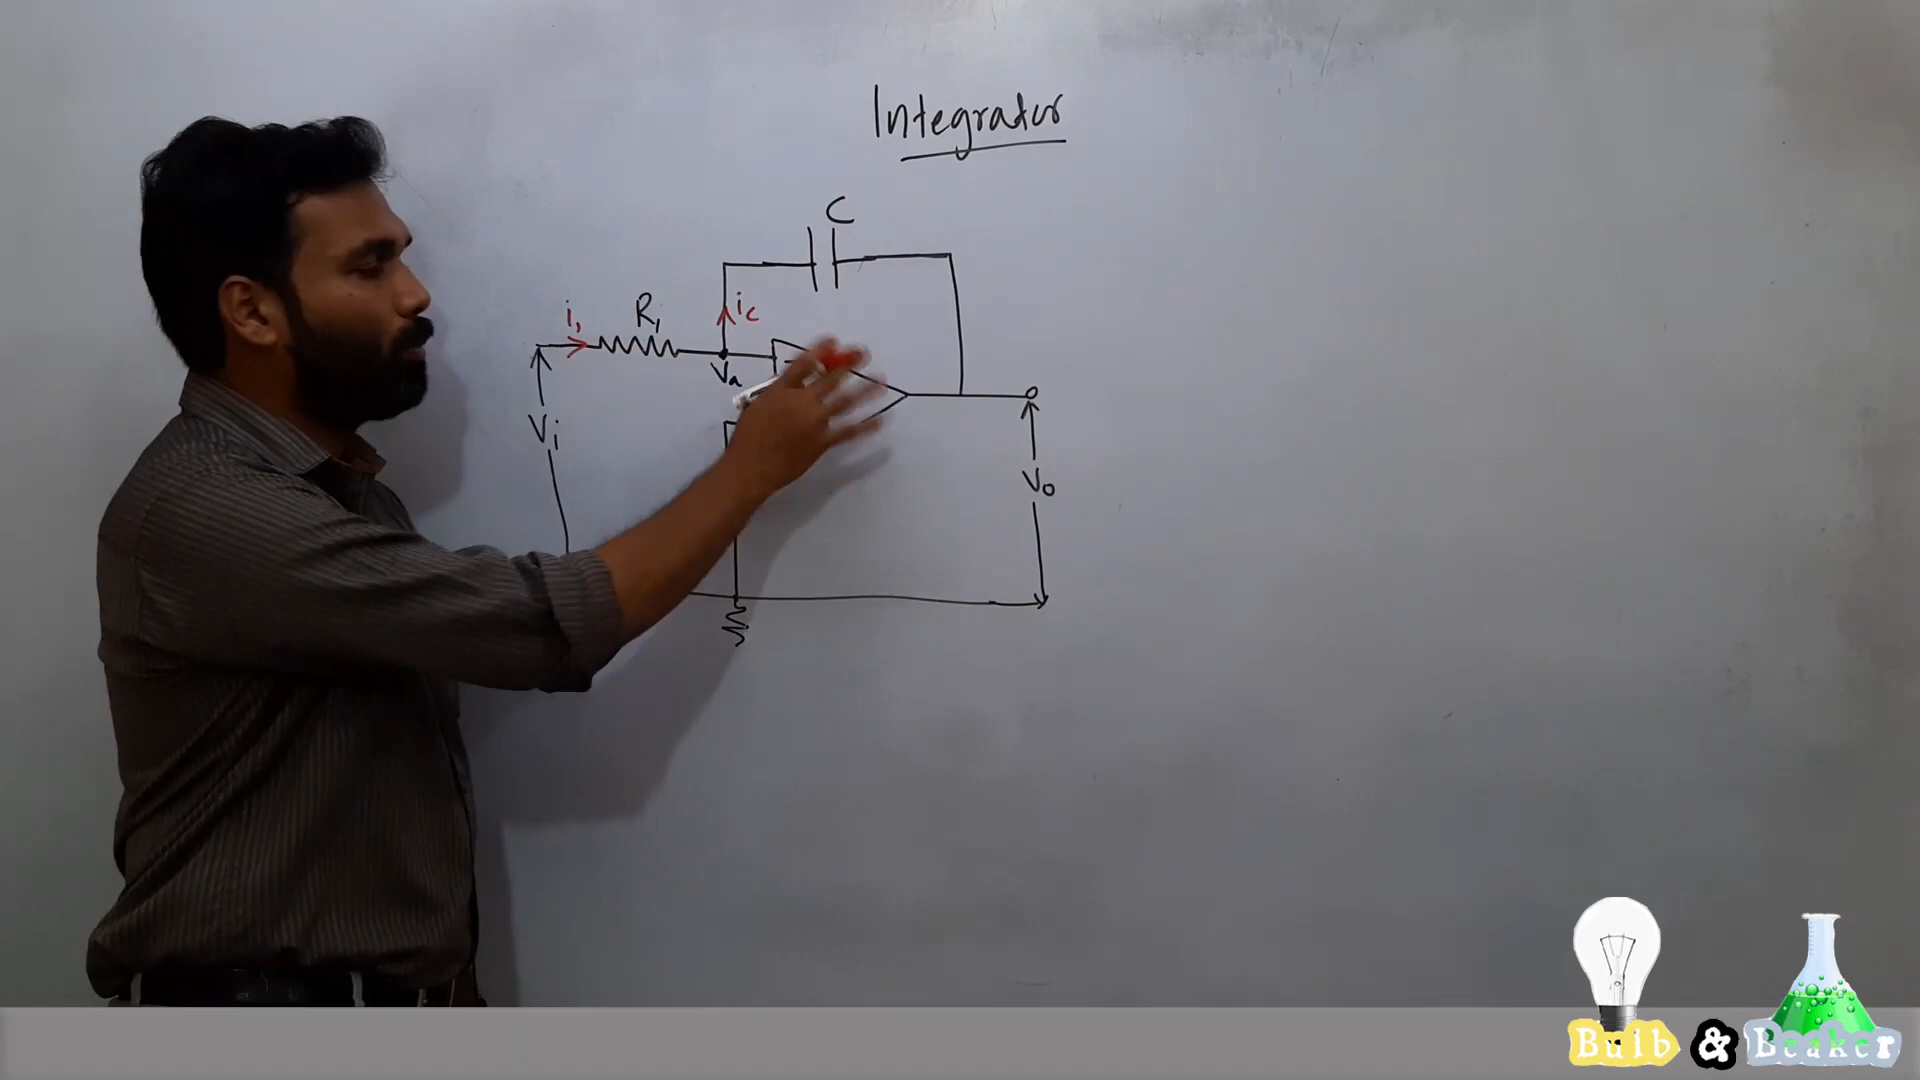 Integrator
C
i₁
R₁
ic
Va
Vi
Vo
Bulb & Beaker